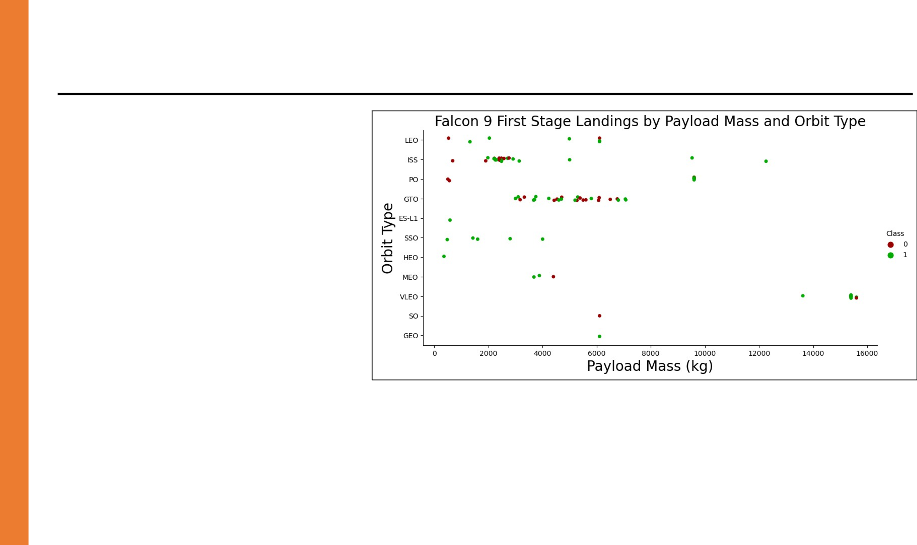 Falcon 9 First Stage Landings by Payload Mass and Orbit Type
Orbit Type
LEO
ISS
PO
GTO
ES-L1
SSO
HEO
MEO
VLEO
SO
GEO
Class
0
1
0 2000 4000 6000 8000 10000 12000 14000 16000
Payload Mass (kg)